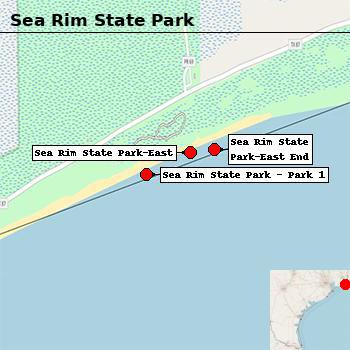 Sea Rim State Park
Sea Rim State Park-East
Sea Rim State
Park-East End
Sea Rim State Park - Park 1